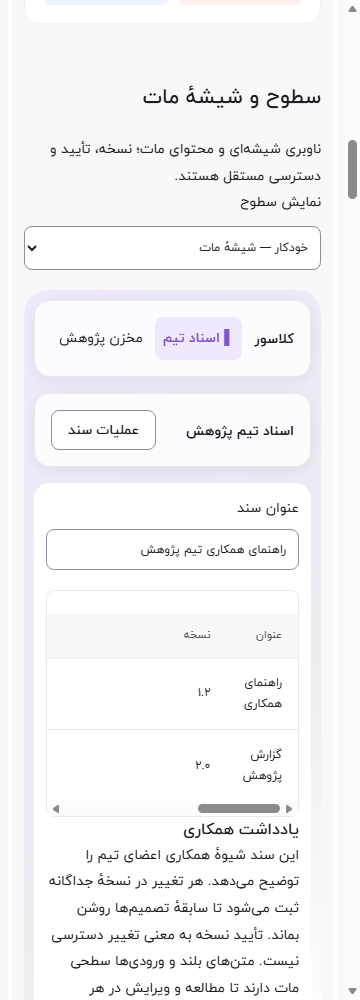 سطوح و شیشهٔ مات
ناوبری شیشه‌ای و محتوای مات؛ نسخه، تأیید و
دسترسی مستقل هستند.
نمایش سطوح
خودکار — شیشهٔ مات
کلاسور
اسناد تیم
مخزن پژوهش
اسناد تیم پژوهش
عملیات سند
عنوان سند
راهنمای همکاری تیم پژوهش
عنوان نسخه
راهنمای
همکاری
۱.۲
گزارش
پژوهش
۲.۰
یادداشت همکاری
این سند شیوهٔ همکاری اعضای تیم را
توضیح می‌دهد. هر تغییر در نسخهٔ جداگانه
ثبت می‌شود تا سابقهٔ تصمیم‌ها روشن
بماند. تأیید نسخه به معنی تغییر دسترسی
نیست. متن‌های بلند و ورودی‌ها سطحی
مات دارند تا مطالعه و ویرایش در هر